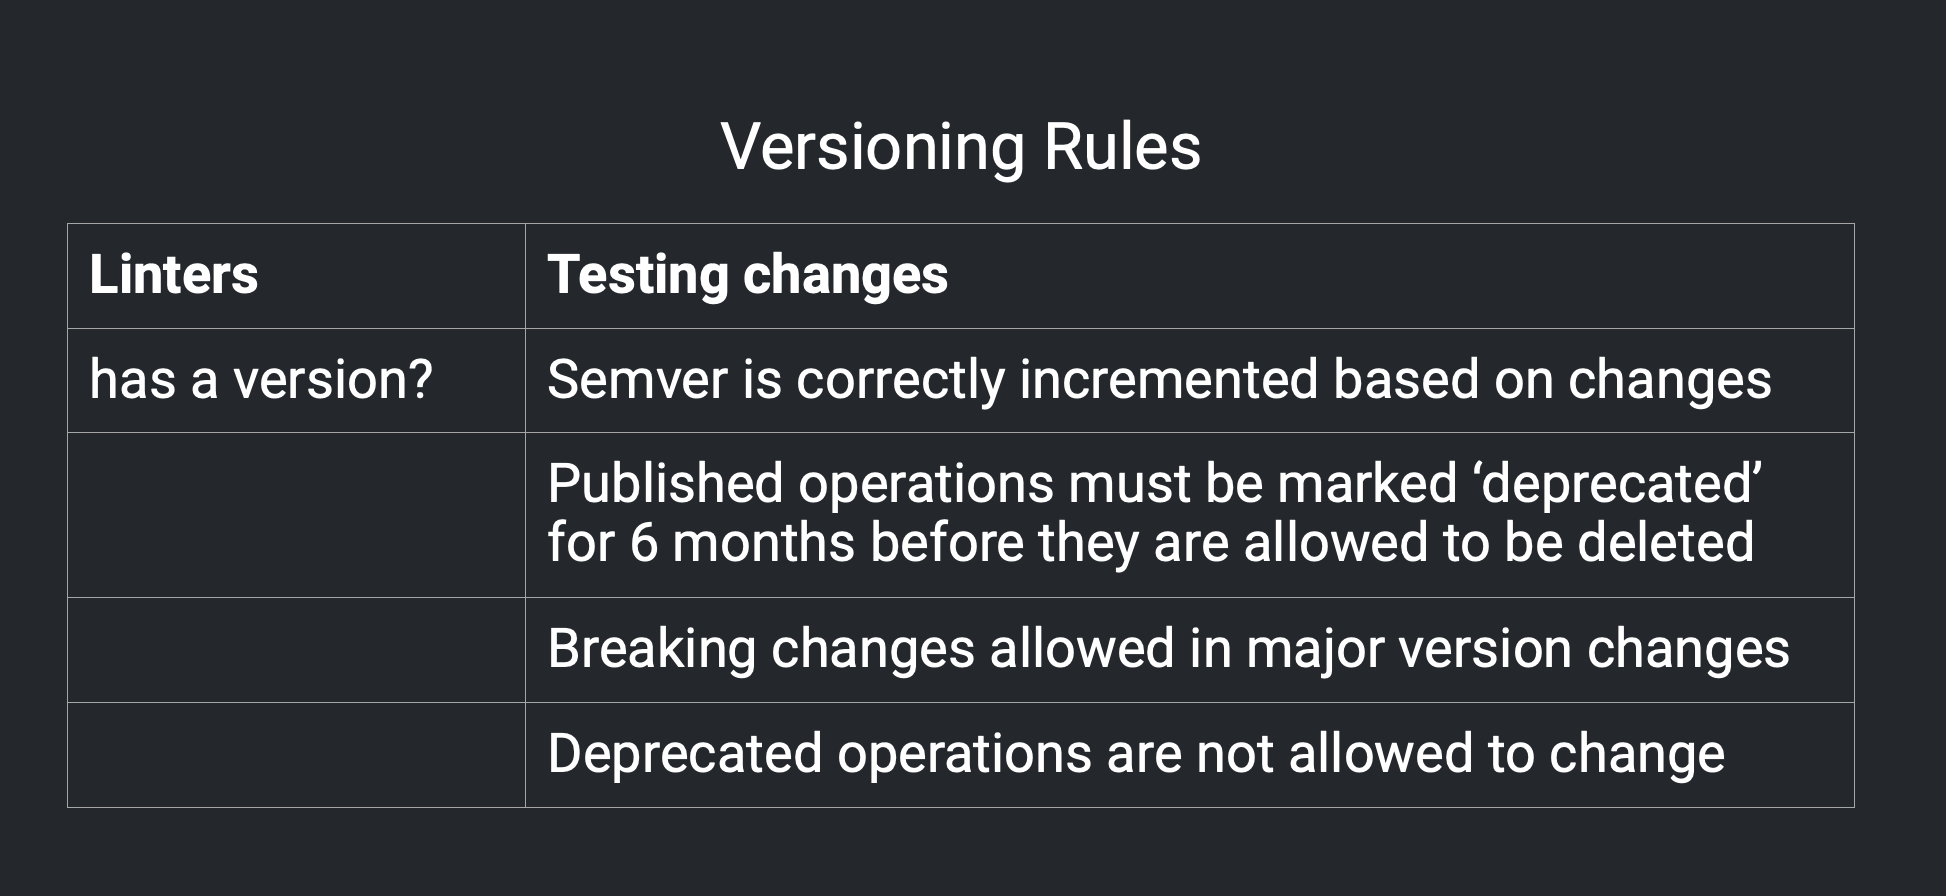 Versioning Rules
Linters
Testing changes
has a version?
Semver is correctly incremented based on changes
Published operations must be marked ‘deprecated’
for 6 months before they are allowed to be deleted
Breaking changes allowed in major version changes
Deprecated operations are not allowed to change